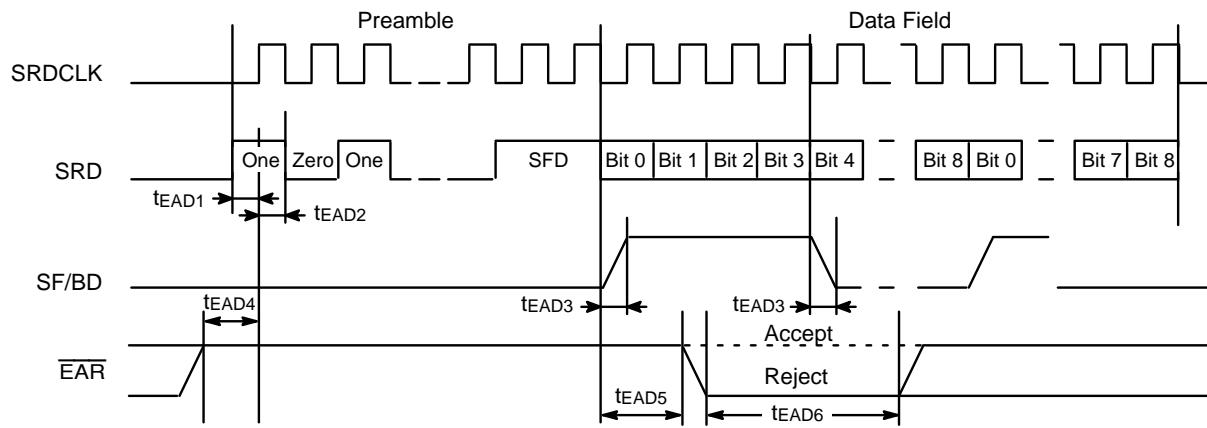 Preamble Data Field
SRDCLK
SRD One Zero One SFD Bit 0 Bit 1 Bit 2 Bit 3 Bit 4 Bit 8 Bit 0 Bit 7 Bit 8
tEAD1 tEAD2
SF/BD
tEAD4 tEAD3 tEAD3
EAR Accept
Reject
tEAD5 tEAD6